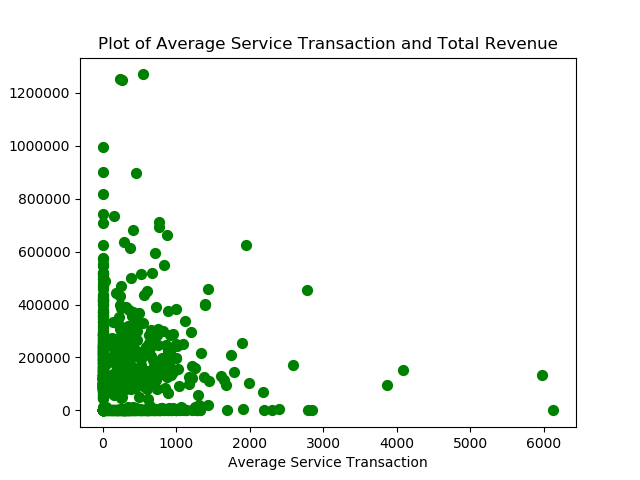 Plot of Average Service Transaction and Total Revenue
1200000
1000000
800000
600000
400000
200000
0
0 1000 2000 3000 4000 5000 6000
Average Service Transaction